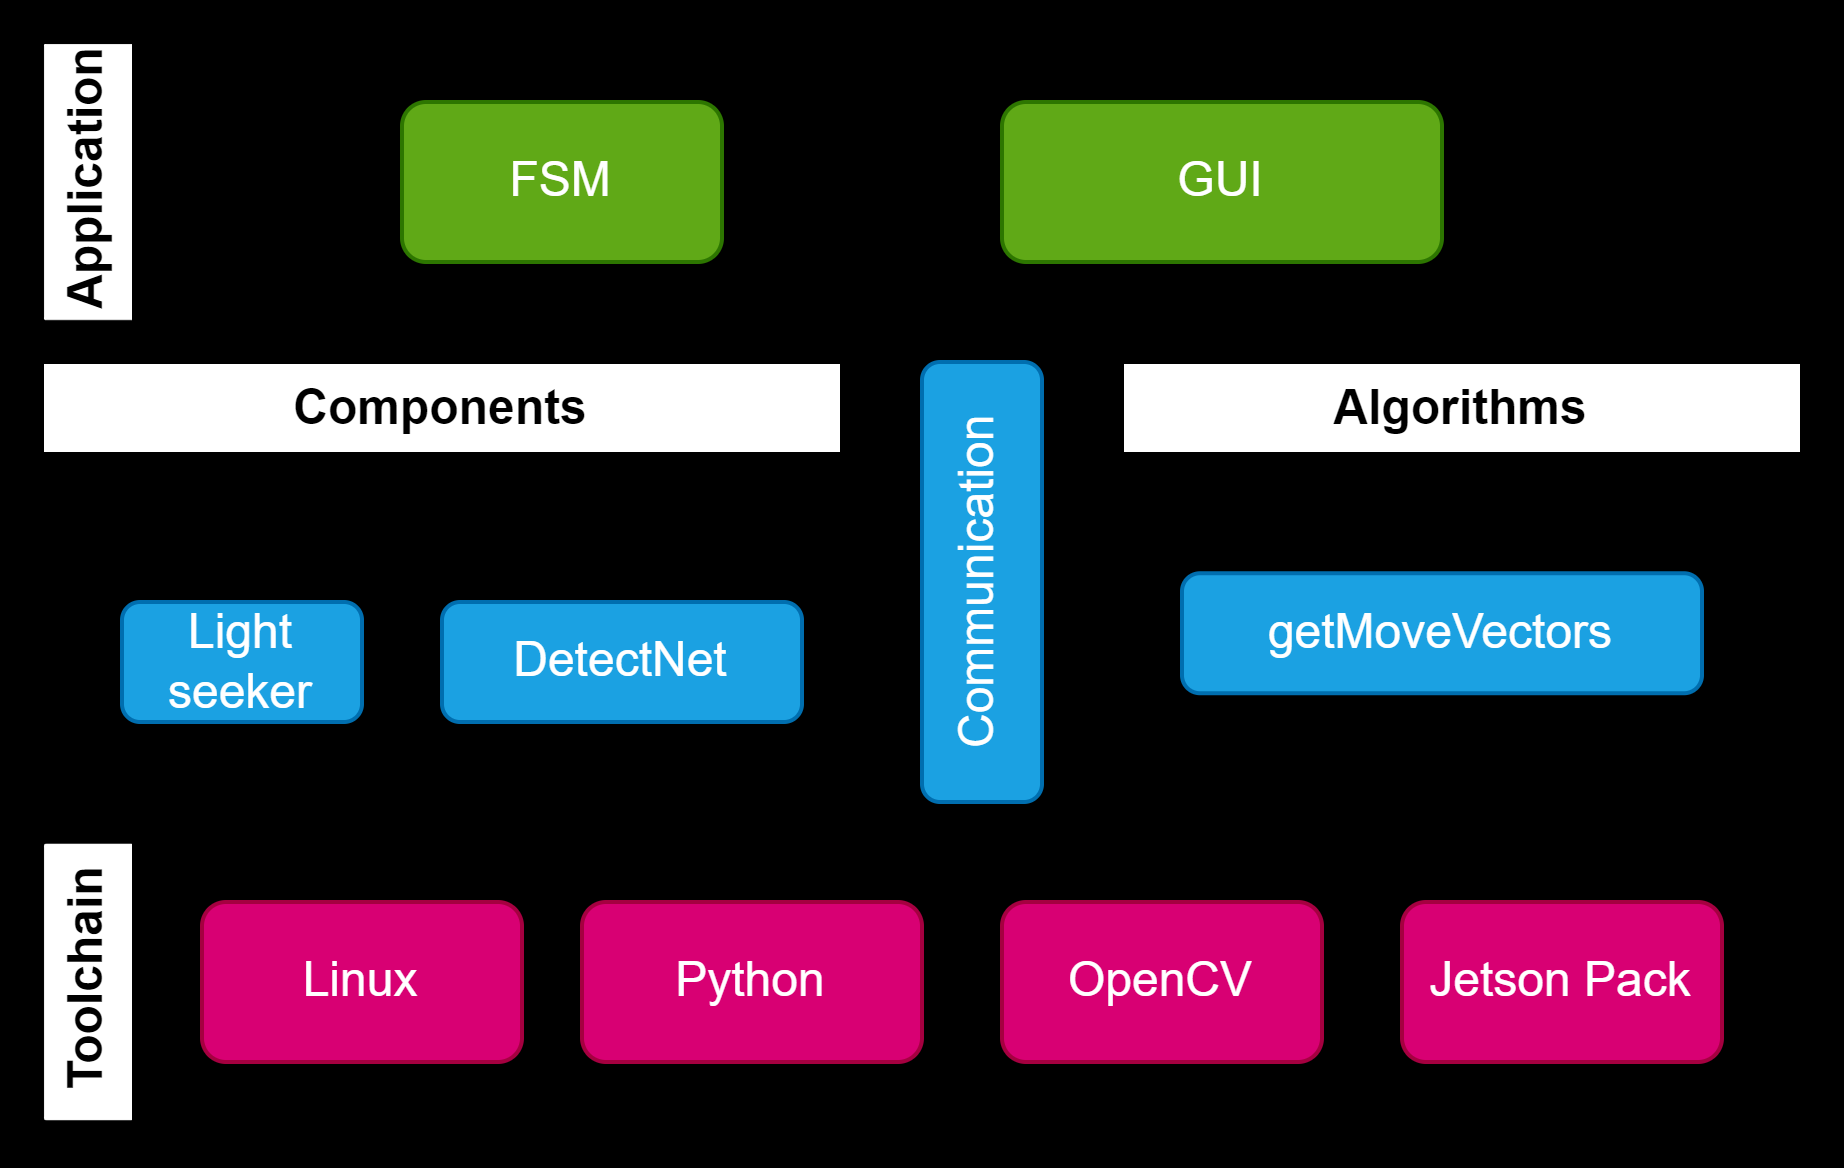 Application
FSM
GUI
Components
Algorithms
Communication
Light
seeker
DetectNet
getMoveVectors
Toolchain
Linux
Python
OpenCV
Jetson Pack